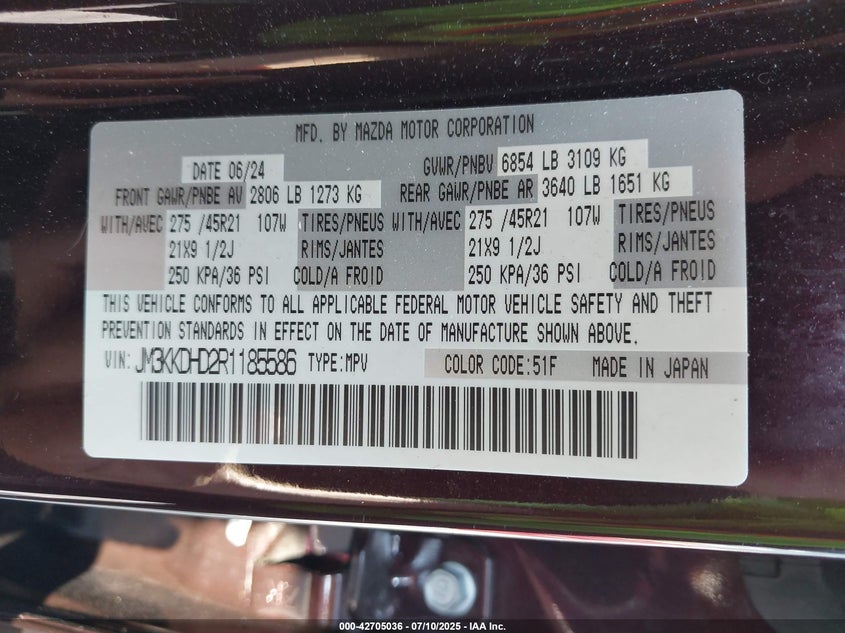 MFD. BY MAZDA MOTOR CORPORATION
DATE 06/24 GVWR/PNBV 6854 LB 3109 KG
FRONT GAWR/PNBE AV 2806 LB 1273 KG REAR GAWR/PNBE AR 3640 LB 1651 KG
WITH/AVEC 275 /45R21 107W TIRES/PNEUS WITH/AVEC 275 /45R21 107W TIRES/PNEUS
21X9 1/2J RIMS/JANTES 21X9 1/2J RIMS/JANTES
250 KPA/36 PSI COLD/A FROID 250 KPA/36 PSI COLD/A FROID
THIS VEHICLE CONFORMS TO ALL APPLICABLE FEDERAL MOTOR VEHICLE SAFETY AND THEFT
PREVENTION STANDARDS IN EFFECT ON THE DATE OF MANUFACTURE SHOWN ABOVE.
VIN: JM3KKDHD2R1185586 TYPE:MPV COLOR CODE:51F MADE IN JAPAN
000-42705036 - 07/10/2025 - IAA Inc.